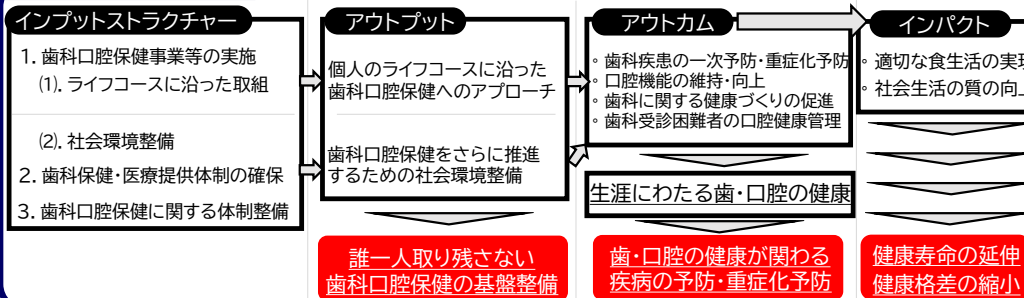 インプットストラクチャー
1. 歯科口腔保健事業等の実施
(1). ライフコースに沿った取組
(2). 社会環境整備
2. 歯科保健・医療提供体制の確保
3. 歯科口腔保健に関する体制整備
アウトプット
個人のライフコースに沿った
歯科口腔保健へのアプローチ
歯科口腔保健をさらに推進
するための社会環境整備
誰一人取り残さない
歯科口腔保健の基盤整備
アウトカム
◦ 歯科疾患の一次予防・重症化予防
◦ 口腔機能の維持・向上
◦ 歯科に関する健康づくりの促進
◦ 歯科受診困難者の口腔健康管理
生涯にわたる歯・口腔の健康
歯・口腔の健康が関わる
疾病の予防・重症化予防
インパクト
◦ 適切な食生活の実現
◦ 社会生活の質の向上
健康寿命の延伸
健康格差の縮小